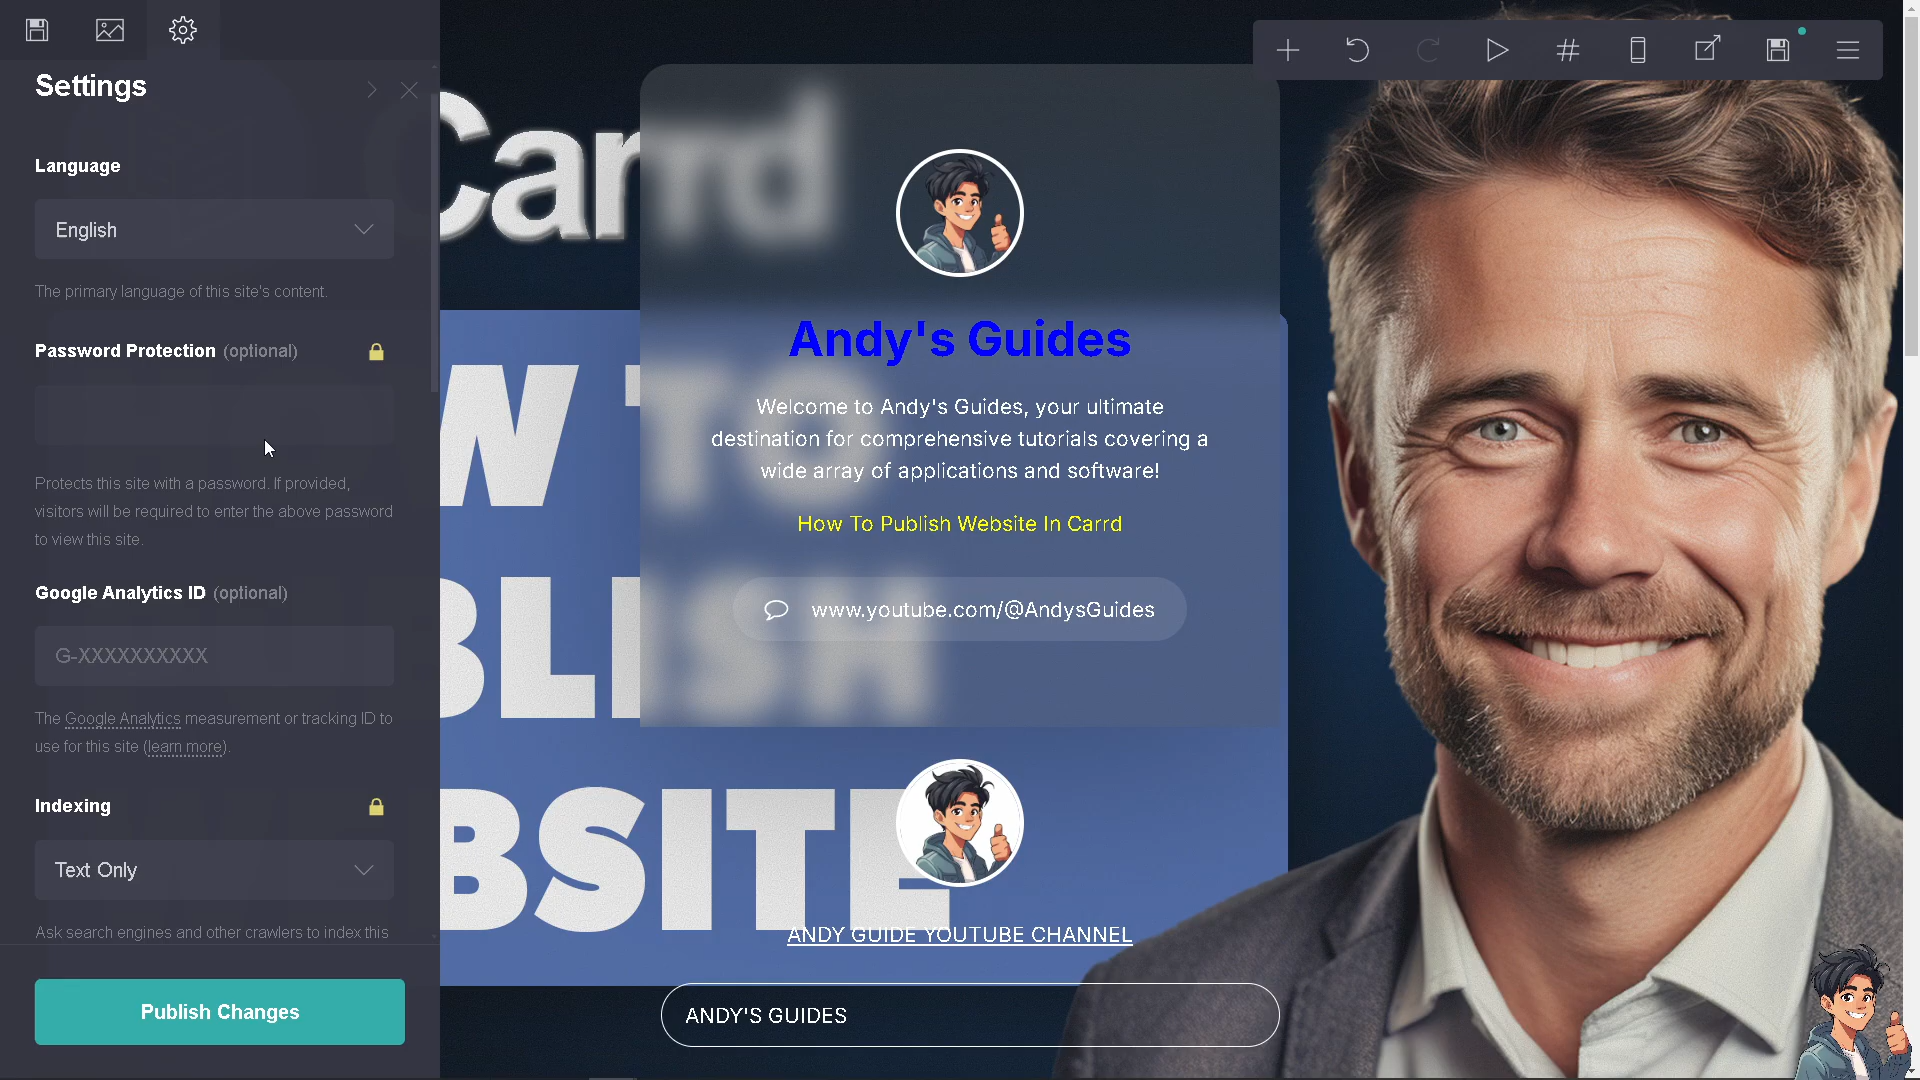 Settings
Language
English
The primary language of this site's content.
Password Protection (optional)
Protects this site with a password. If provided,
visitors will be required to enter the above password
to view this site.
Google Analytics ID (optional)
G-XXXXXXXXXX
The Google Analytics measurement or tracking ID to
use for this site (learn more).
Indexing
Text Only
Ask search engines and other crawlers to index this
Publish Changes
Carrd
W TO
BLISH
BSITE
Andy's Guides
Welcome to Andy's Guides, your ultimate
destination for comprehensive tutorials covering a
wide array of applications and software!
How To Publish Website In Carrd
www.youtube.com/@AndysGuides
ANDY GUIDE YOUTUBE CHANNEL
ANDY'S GUIDES